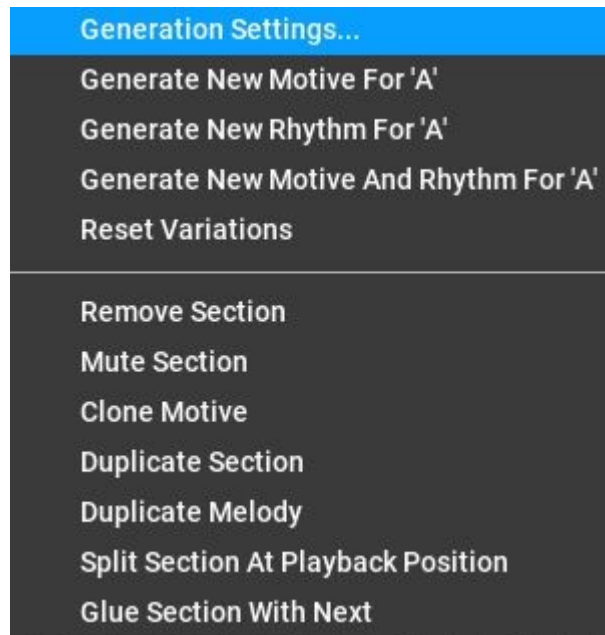 Generation Settings...
Generate New Motive For 'A'
Generate New Rhythm For 'A'
Generate New Motive And Rhythm For 'A'
Reset Variations
Remove Section
Mute Section
Clone Motive
Duplicate Section
Duplicate Melody
Split Section At Playback Position
Glue Section With Next